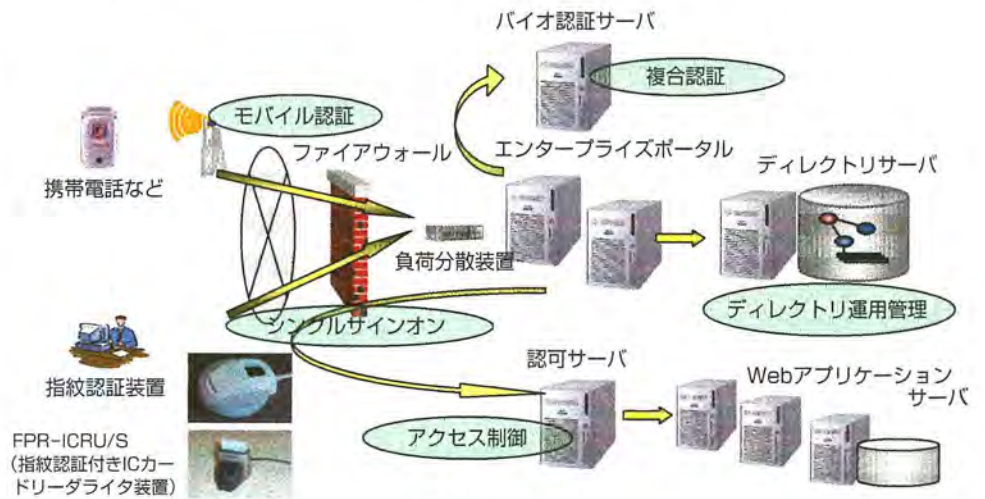 バイオ認証サーバ
複合認証
モバイル認証
ファイアウォール
エンタープライズポータル
ディレクトリサーバ
携帯電話など
負荷分散装置
シングルサインオン
ディレクトリ運用管理
指紋認証装置
認可サーバ
Webアプリケーション
サーバ
アクセス制御
FPR-ICRU/S
(指紋認証付きICカー
ドリーダライタ装置)